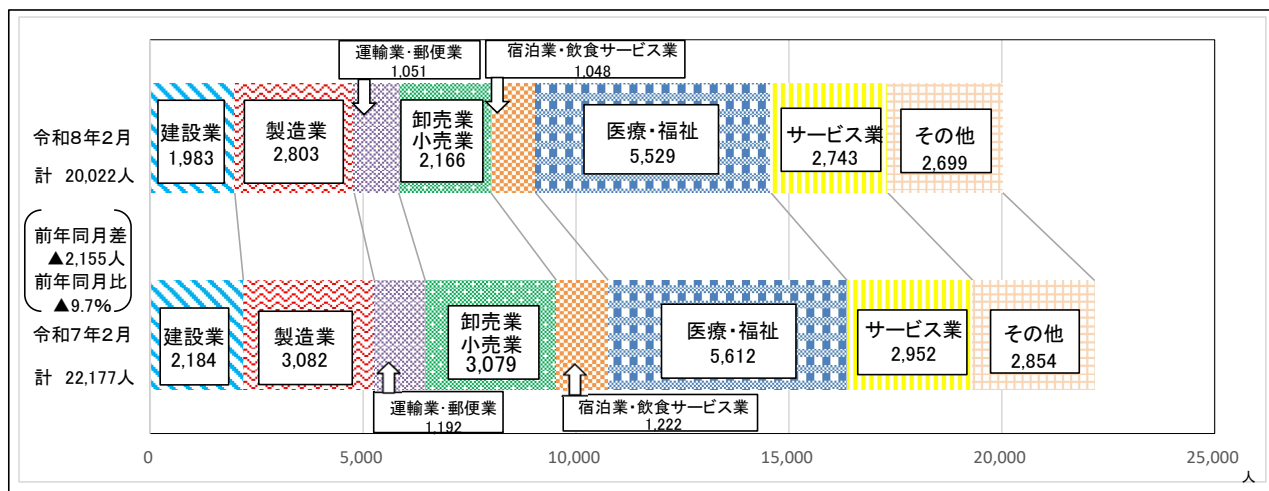 運輸業・郵便業
1,051
宿泊業・飲食サービス業
1,048
令和8年2月
計 20,022人
建設業
1,983
製造業
2,803
卸売業
小売業
2,166
医療・福祉
5,529
サービス業
2,743
その他
2,699
前年同月差
▲2,155人
前年同月比
▲9.7%
令和7年2月
計 22,177人
建設業
2,184
製造業
3,082
卸売業
小売業
3,079
医療・福祉
5,612
サービス業
2,952
その他
2,854
運輸業・郵便業
1,192
宿泊業・飲食サービス業
1,222
0
5,000
10,000
15,000
20,000
25,000
人